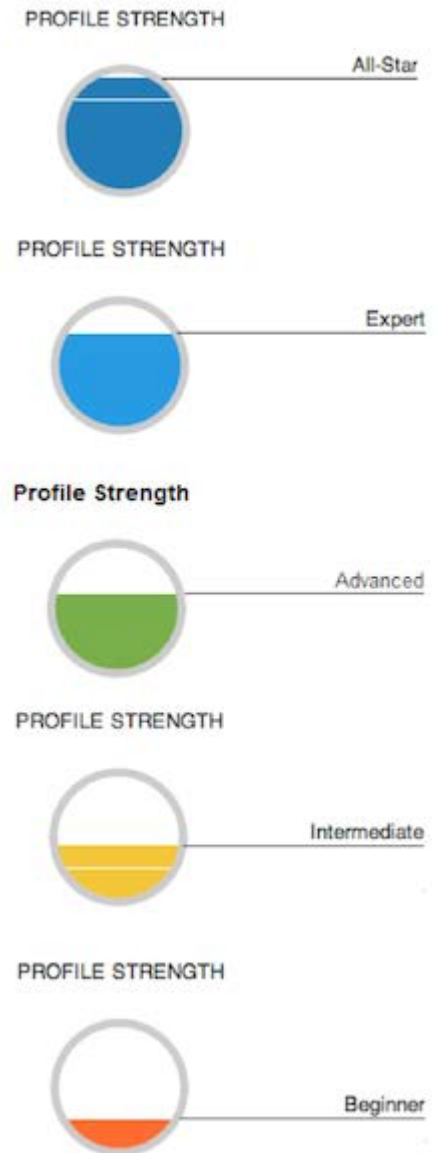 PROFILE STRENGTH
All-Star
PROFILE STRENGTH
Expert
Profile Strength
Advanced
PROFILE STRENGTH
Intermediate
PROFILE STRENGTH
Beginner